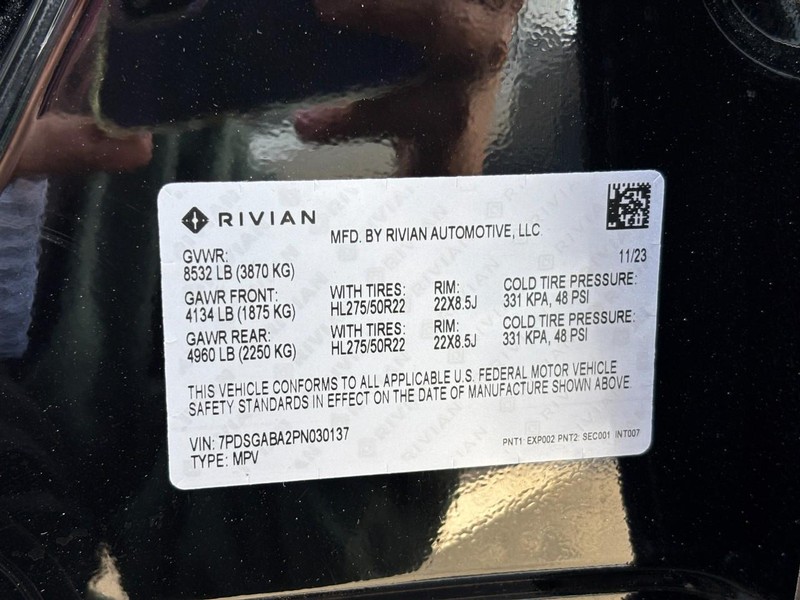 RIVIAN
MFD. BY RIVIAN AUTOMOTIVE, LLC.
11/23
GVWR:
8532 LB (3870 KG)
GAWR FRONT: WITH TIRES: RIM: COLD TIRE PRESSURE:
4134 LB (1875 KG) HL275/50R22 22X8.5J 331 KPA, 48 PSI
GAWR REAR: WITH TIRES: RIM: COLD TIRE PRESSURE:
4960 LB (2250 KG) HL275/50R22 22X8.5J 331 KPA, 48 PSI
THIS VEHICLE CONFORMS TO ALL APPLICABLE U.S. FEDERAL MOTOR VEHICLE
SAFETY STANDARDS IN EFFECT ON THE DATE OF MANUFACTURE SHOWN ABOVE.
VIN: 7PDSGABA2PN030137
TYPE: MPV
PNT1: EXP002 PNT2: SEC001 INT007